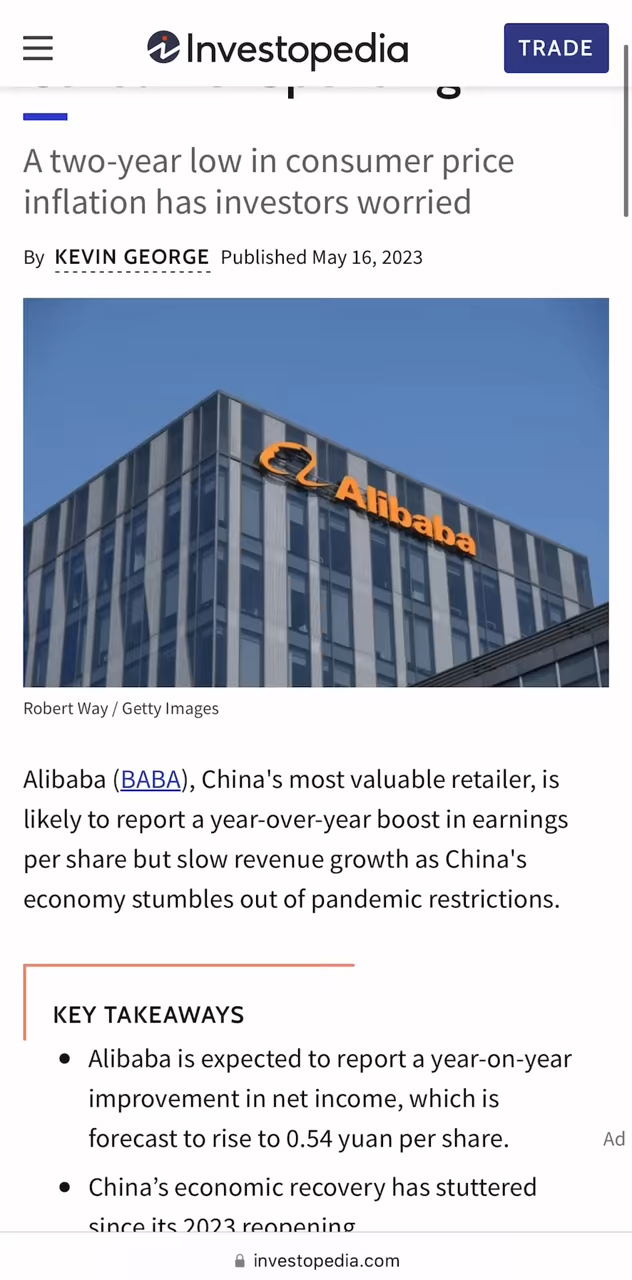 Investopedia
TRADE
A two-year low in consumer price
inflation has investors worried
By KEVIN GEORGE Published May 16, 2023
Alibaba
Robert Way / Getty Images
Alibaba (BABA), China's most valuable retailer, is
likely to report a year-over-year boost in earnings
per share but slow revenue growth as China's
economy stumbles out of pandemic restrictions.
KEY TAKEAWAYS
• Alibaba is expected to report a year-on-year
improvement in net income, which is
forecast to rise to 0.54 yuan per share.
Ad
• China’s economic recovery has stuttered
since its 2023 reopening
investopedia.com